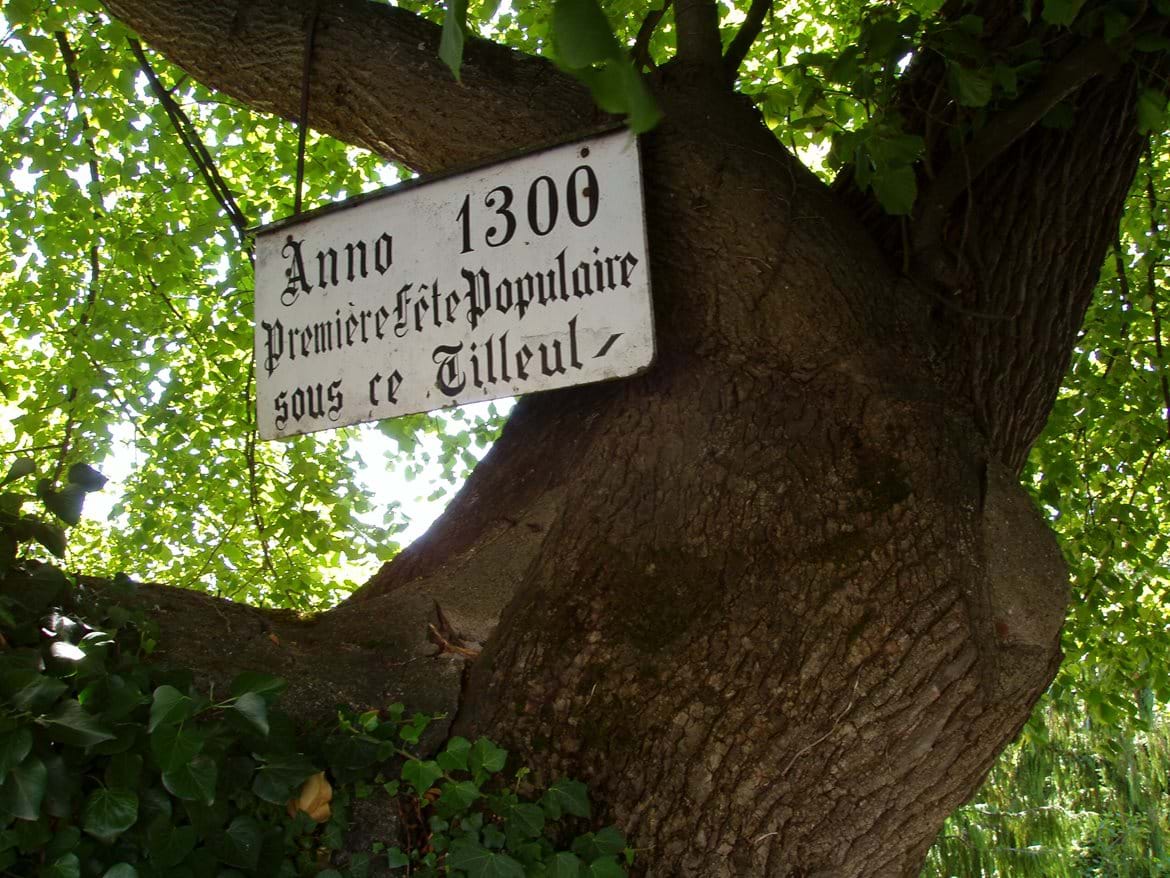 Anno 1300
Première Fête Populaire
sous ce Tilleul